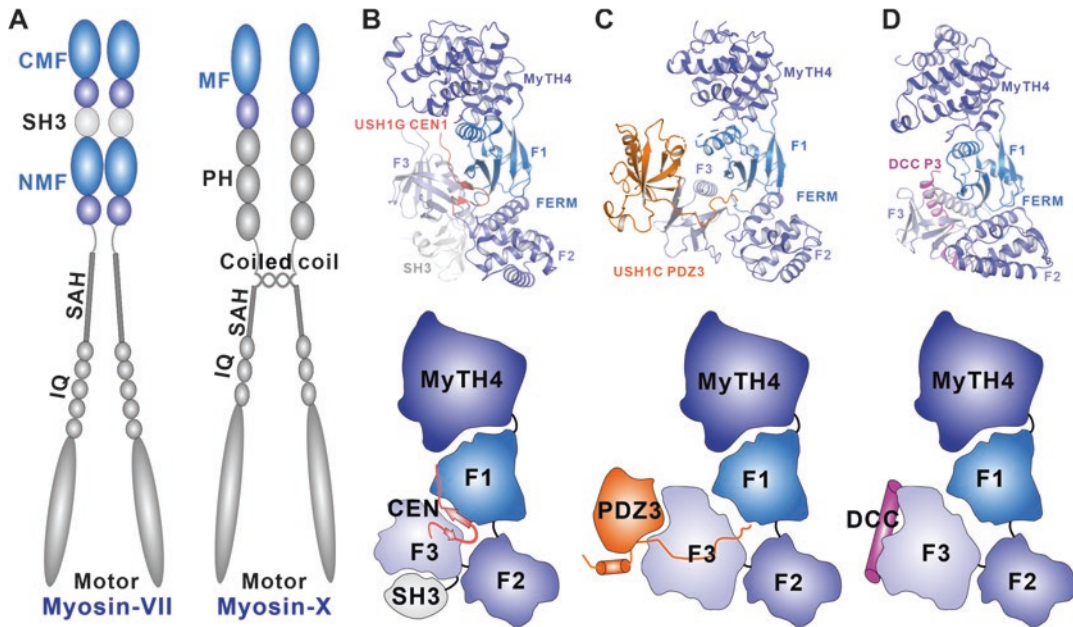 A
CMF
SH3
NMF
SAH
IQ
Motor
Myosin-VII
MF
PH
Coiled coil
SAH
IQ
Motor
Myosin-X
B
MyTH4
USH1G CEN1
F3
F1
FERM
SH3
F2
MyTH4
F1
CEN
F3
SH3
F2
C
MyTH4
F3
F1
FERM
USH1C PDZ3
F2
MyTH4
F1
PDZ3
F3
F2
D
MyTH4
DCC P3
F1
F3
FERM
F2
MyTH4
F1
DCC
F3
F2